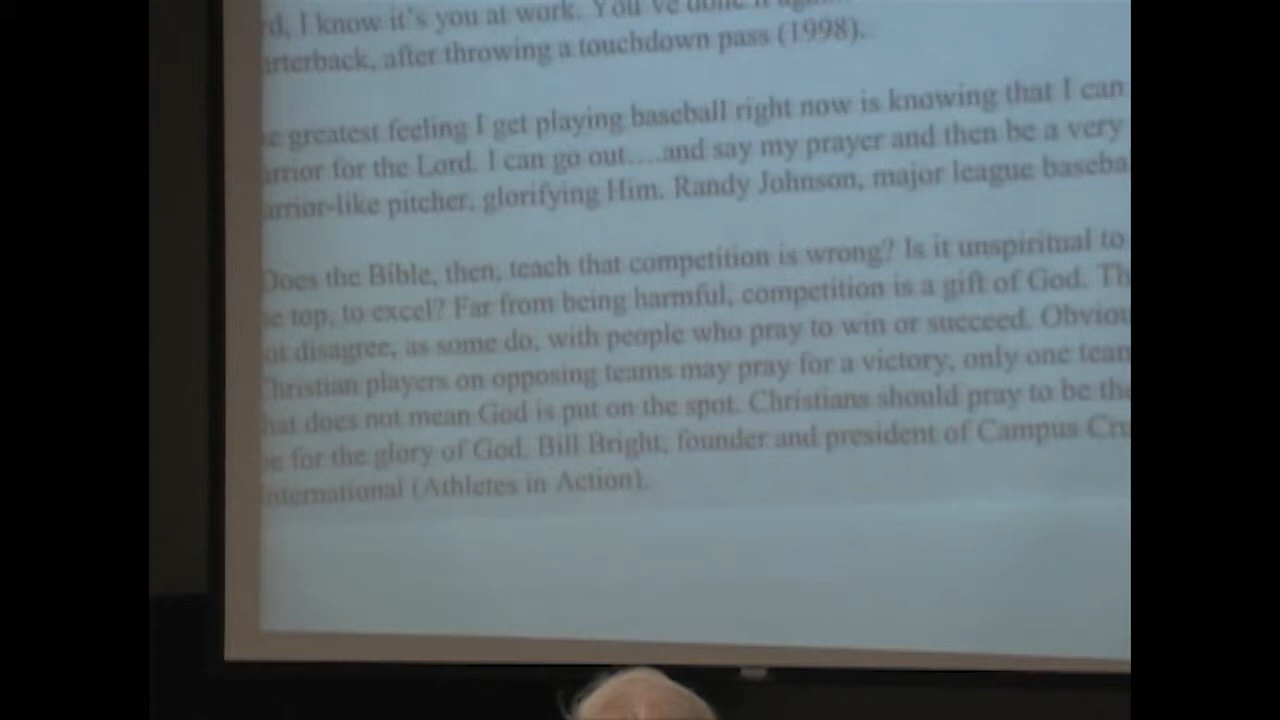 d, I know it's you at work. You've done it again
rterback, after throwing a touchdown pass (1998).
e greatest feeling I get playing baseball right now is knowing that I can
rrior for the Lord. I can go out....and say my prayer and then be a very
arrior-like pitcher, glorifying Him. Randy Johnson, major league baseba
Does the Bible, then, teach that competition is wrong? Is it unspiritual to
e top, to excel? Far from being harmful, competition is a gift of God. Th
ot disagree, as some do, with people who pray to win or succeed. Obviou
Christian players on opposing teams may pray for a victory, only one team
hat does not mean God is put on the spot. Christians should pray to be the
e for the glory of God. Bill Bright, founder and president of Campus Cru
nternational (Athletes in Action).